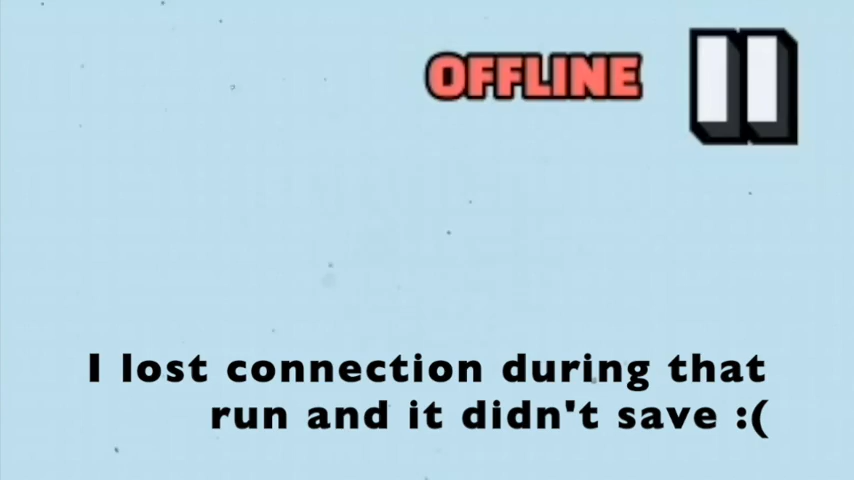 OFFLINE
I lost connection during that
run and it didn't save :(